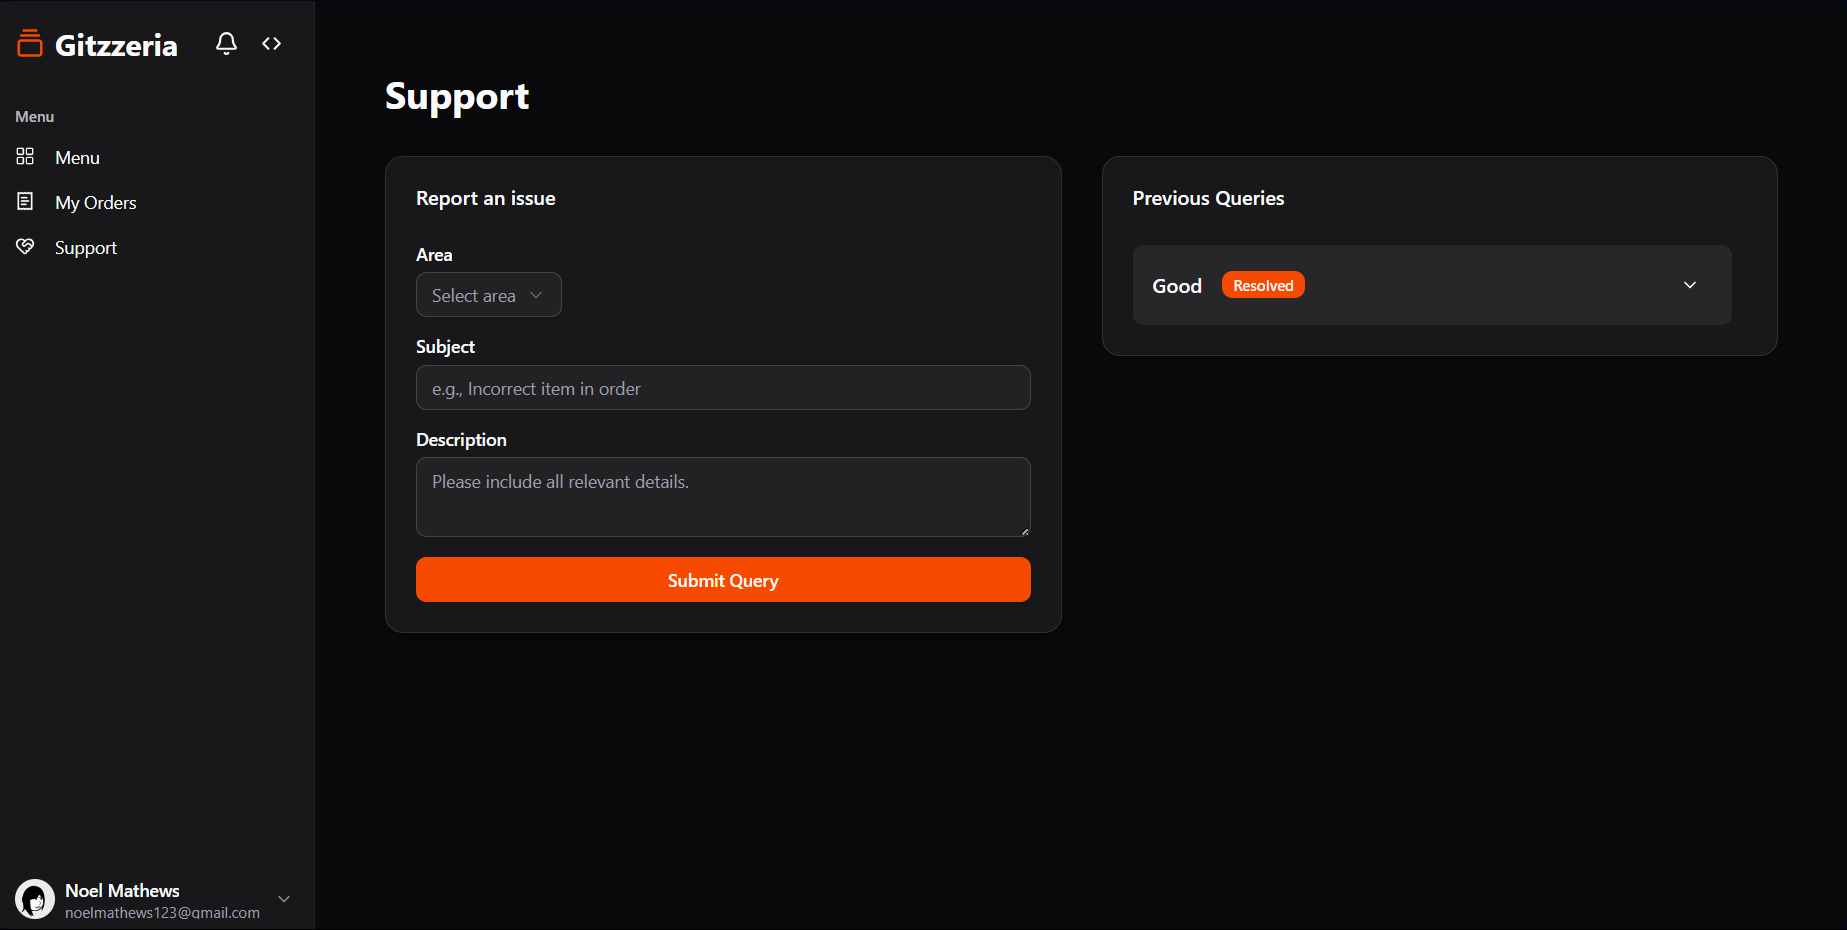 Gitzzeria
Menu
Menu
My Orders
Support
Noel Mathews
noelmathews123@gmail.com
Support
Report an issue
Area
Select area
Subject
e.g., Incorrect item in order
Description
Please include all relevant details.
Submit Query
Previous Queries
Good Resolved